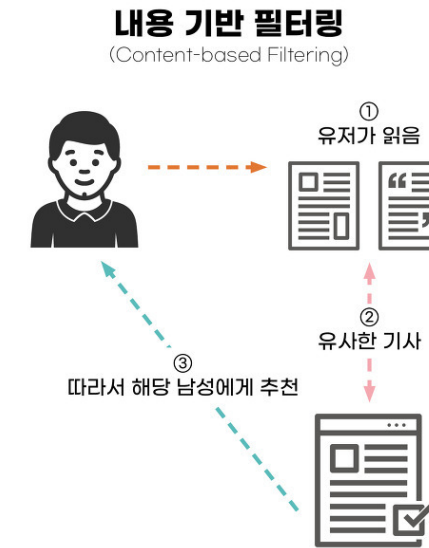 내용 기반 필터링
(Content-based Filtering)
①
유저가 읽음
②
유사한 기사
③
따라서 해당 남성에게 추천